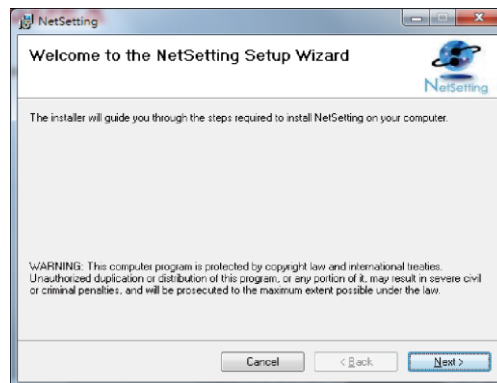 NetSetting
Welcome to the NetSetting Setup Wizard
NetSetting
The installer will guide you through the steps required to install NetSetting on your computer.
WARNING: This computer program is protected by copyright law and international treaties.
Unauthorized duplication or distribution of this program, or any portion of it, may result in severe civil
or criminal penalties, and will be prosecuted to the maximum extent possible under the law.
Cancel
< Back
Next >